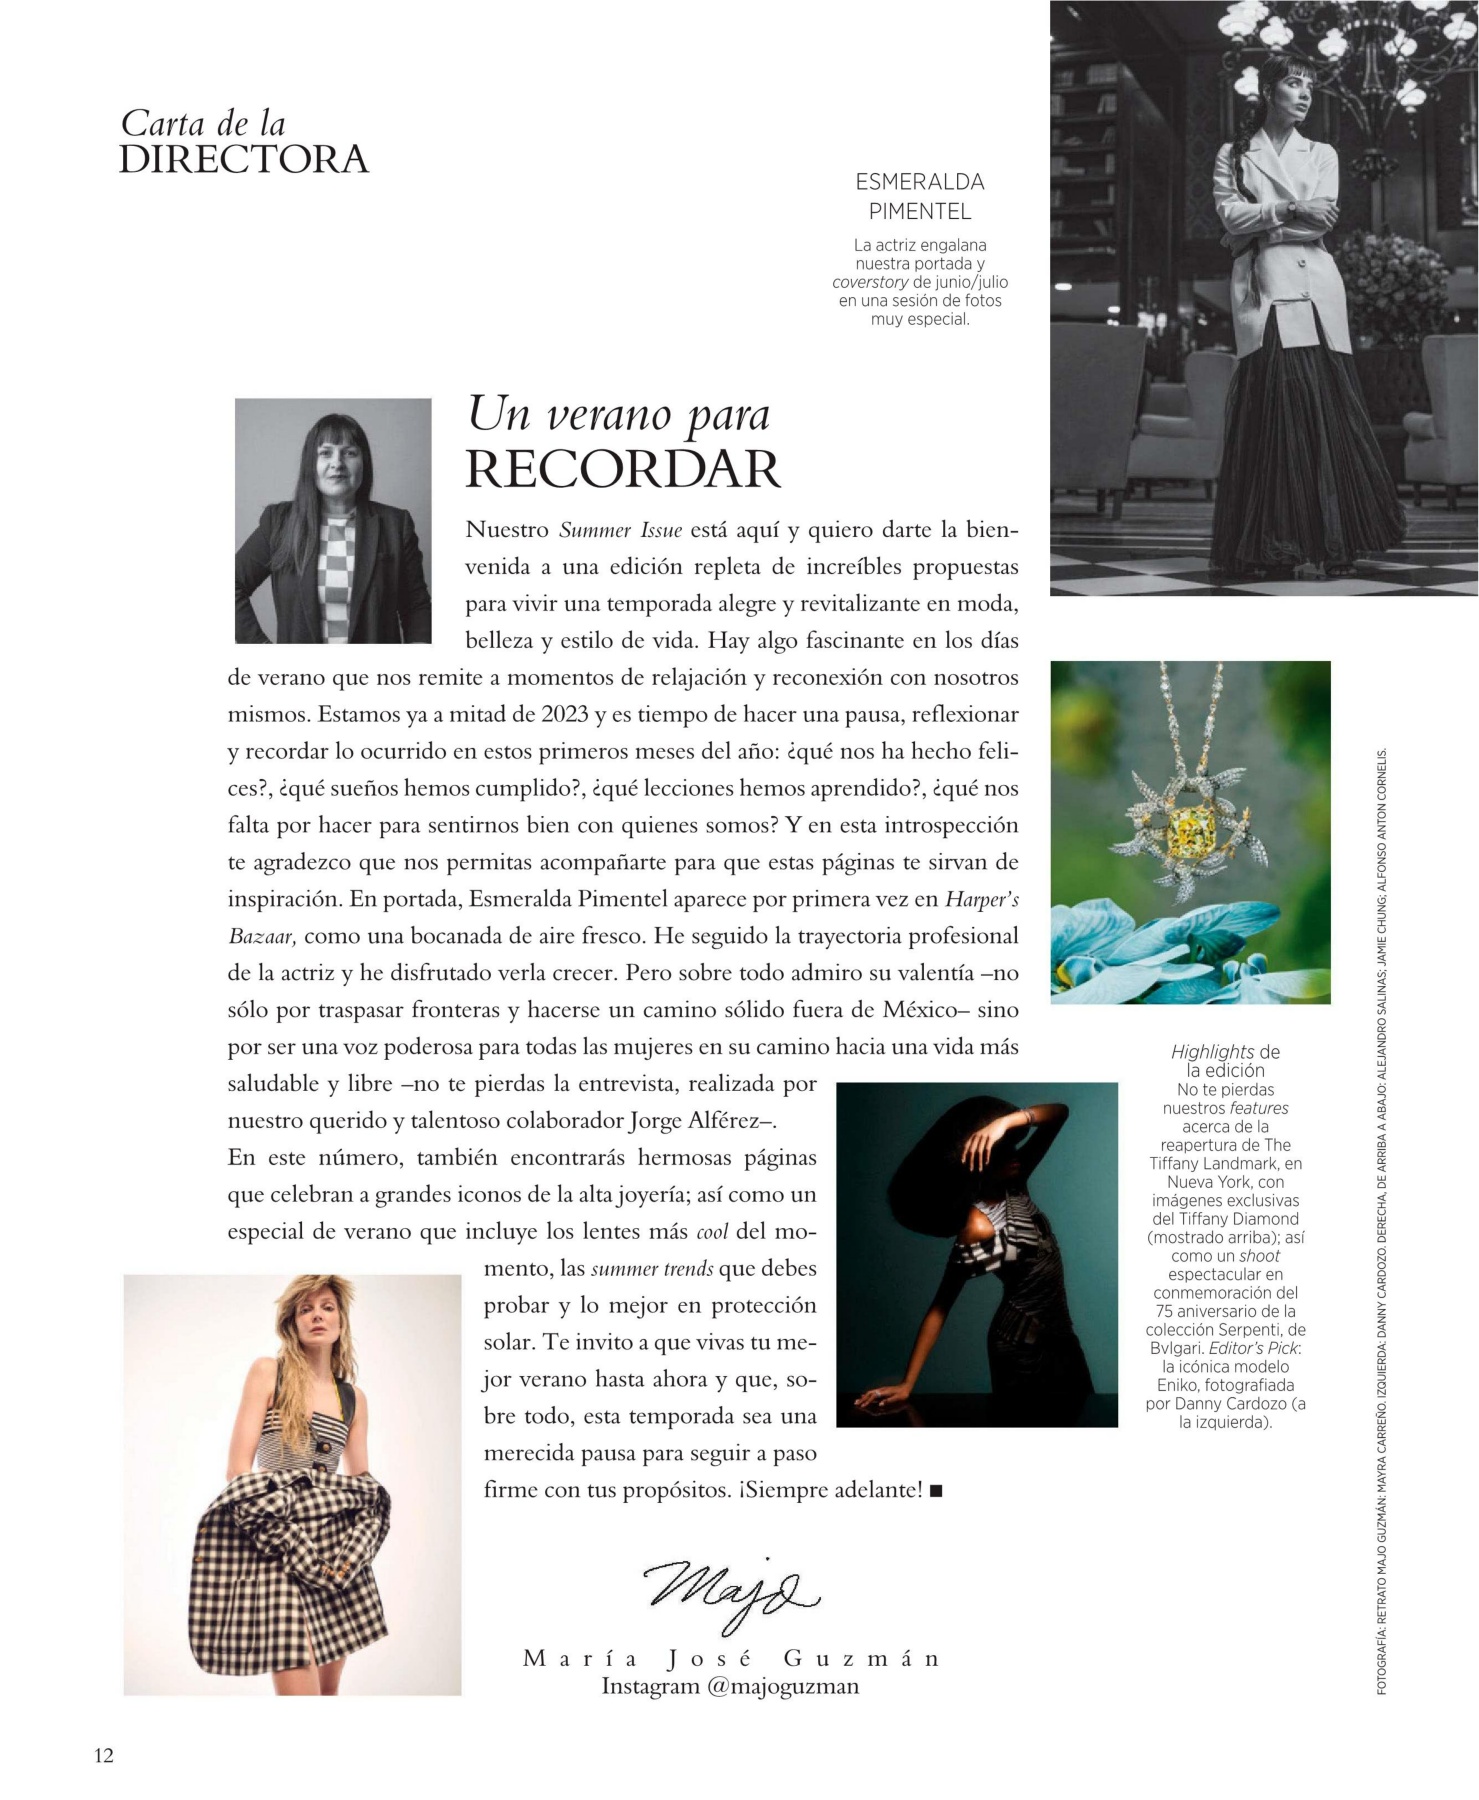 Carta de la
DIRECTORA
ESMERALDA
PIMENTEL
La actriz engalana
nuestra portada y
coverstory de junio/julio
en una sesión de fotos
muy especial.
Un verano para
RECORDAR
Nuestro Summer Issue está aquí y quiero darte la bien-
venida a una edición repleta de increíbles propuestas
para vivir una temporada alegre y revitalizante en moda,
belleza y estilo de vida. Hay algo fascinante en los días
de verano que nos remite a momentos de relajación y reconexión con nosotros
mismos. Estamos ya a mitad de 2023 y es tiempo de hacer una pausa, reflexionar
y recordar lo ocurrido en estos primeros meses del año: ¿qué nos ha hecho feli-
ces?, ¿qué sueños hemos cumplido?, ¿qué lecciones hemos aprendido?, ¿qué nos
falta por hacer para sentirnos bien con quienes somos? Y en esta introspección
te agradezco que nos permitas acompañarte para que estas páginas te sirvan de
inspiración. En portada, Esmeralda Pimentel aparece por primera vez en Harper's
Bazaar, como una bocanada de aire fresco. He seguido la trayectoria profesional
de la actriz y he disfrutado verla crecer. Pero sobre todo admiro su valentía –no
sólo por traspasar fronteras y hacerse un camino sólido fuera de México– sino
por ser una voz poderosa para todas las mujeres en su camino hacia una vida más
saludable y libre –no te pierdas la entrevista, realizada por
nuestro querido y talentoso colaborador Jorge Alférez–.
En este número, también encontrarás hermosas páginas
que celebran a grandes iconos de la alta joyería; así como un
especial de verano que incluye los lentes más cool del mo-
mento, las summer trends que debes
probar y lo mejor en protección
solar. Te invito a que vivas tu me-
jor verano hasta ahora y que, so-
bre todo, esta temporada sea una
merecida pausa para seguir a paso
firme con tus propósitos. ¡Siempre adelante! ■
Majo
María José Guzmán
Instagram @majoguzman
Highlights de
la edición
No te pierdas
nuestros features
acerca de la
reapertura de The
Tiffany Landmark, en
Nueva York, con
imágenes exclusivas
del Tiffany Diamond
(mostrado arriba); así
como un shoot
espectacular en
conmemoración del
75 aniversario de la
colección Serpenti, de
Bvlgari. Editor's Pick:
la icónica modelo
Eniko, fotografiada
por Danny Cardozo (a
la izquierda).
FOTOGRAFÍA: RETRATO MAJO GUZMÁN: MAYRA CARREÑO. IZQUIERDA: DANNY CARDOZO. DERECHA, DE ARRIBA A ABAJO: ALEJANDRO SALINAS; JAMIE CHUNG; ALFONSO ANTON CORNELIS.
12